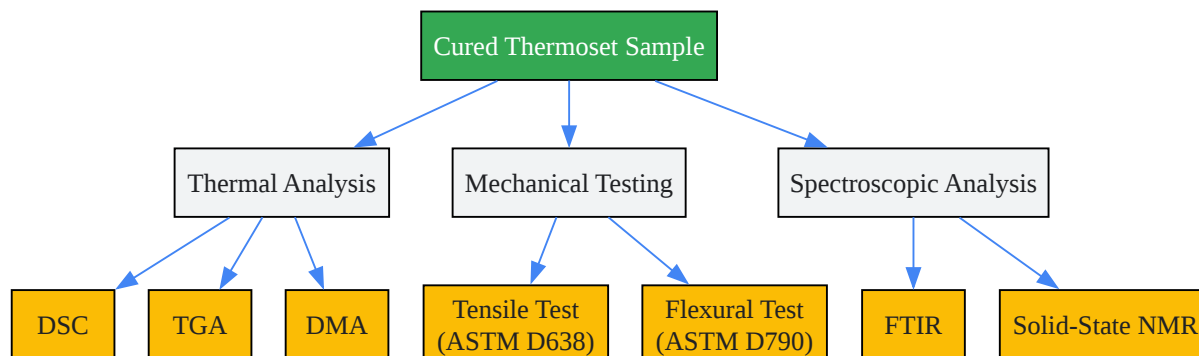 Cured Thermoset Sample
Thermal Analysis
Mechanical Testing
Spectroscopic Analysis
DSC
TGA
DMA
Tensile Test
(ASTM D638)
Flexural Test
(ASTM D790)
FTIR
Solid-State NMR